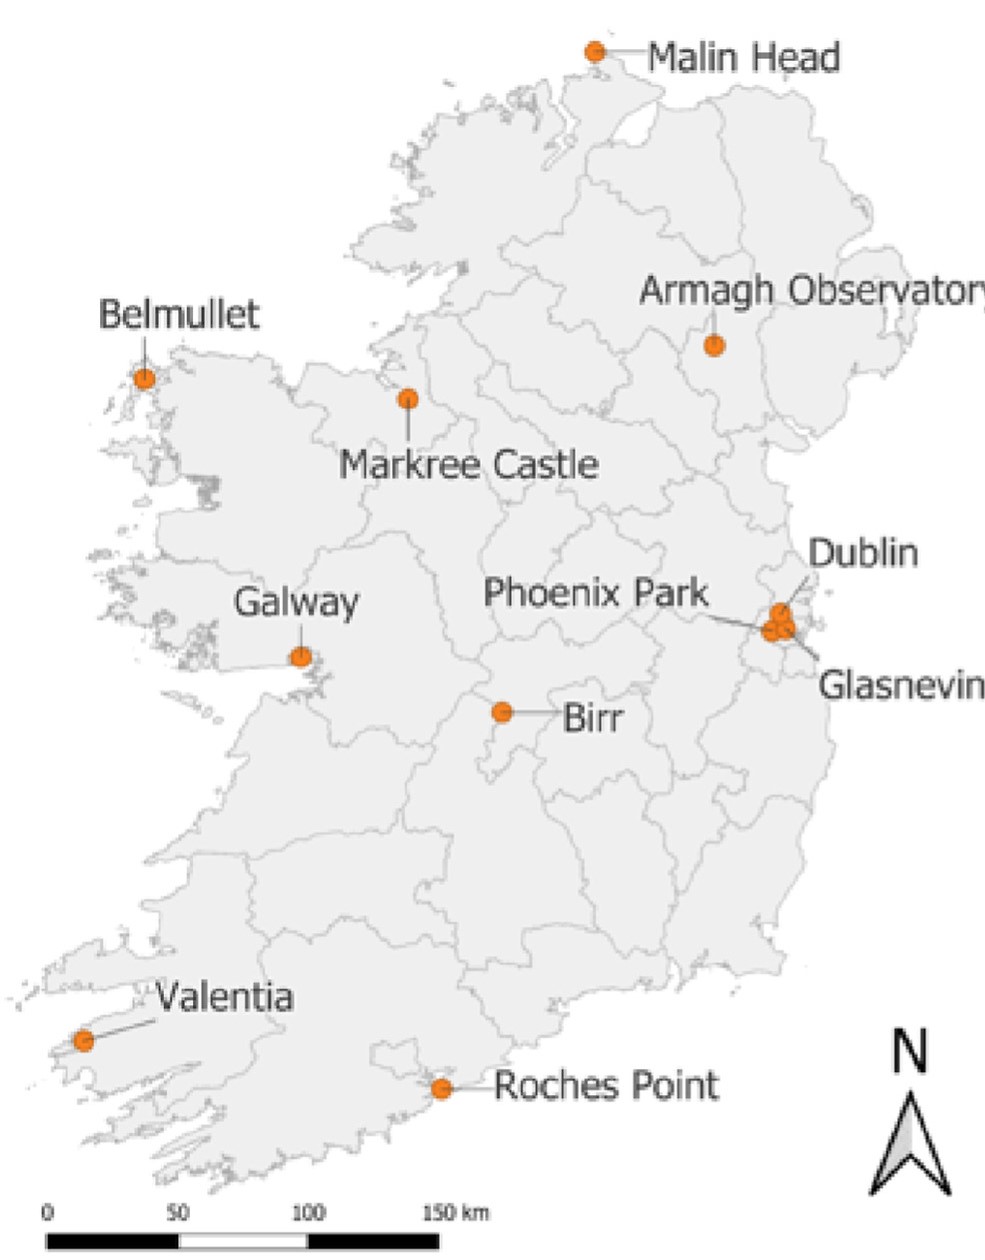 Malin Head
Armagh Observatory
Belmullet
Markree Castle
Dublin
Phoenix Park
Galway
Glasnevin
Birr
Valentia
Roches Point
N
0 50 100 150 km